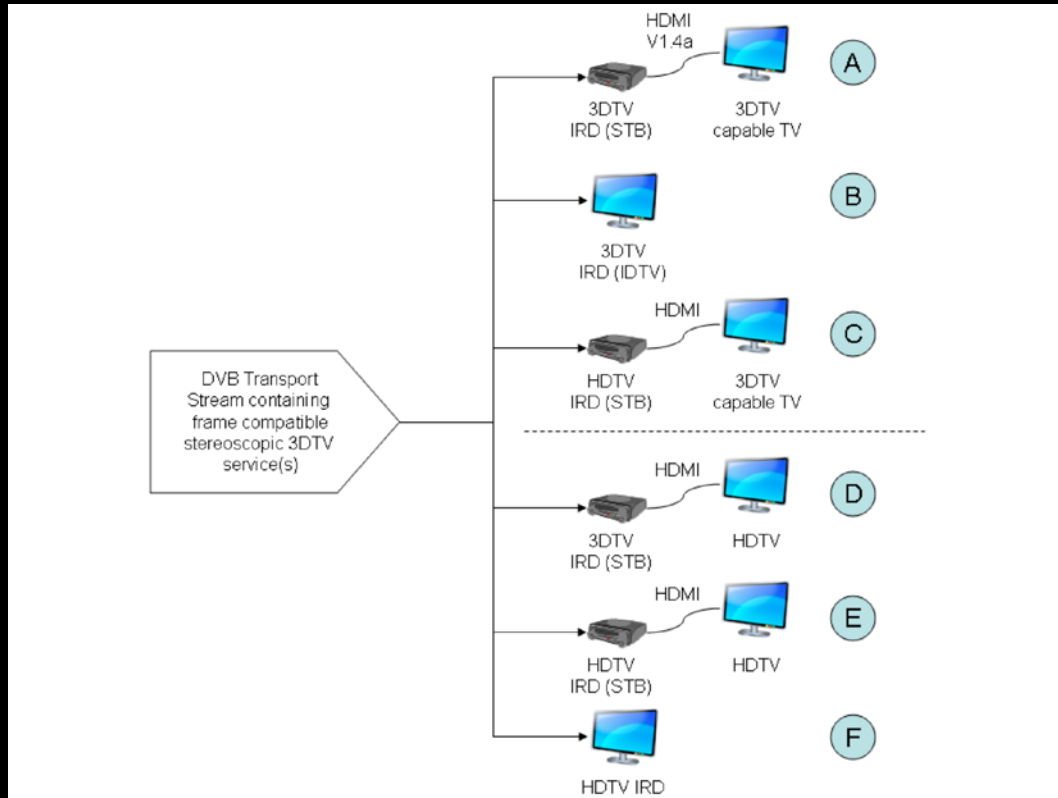 HDMI
V1.4a
A
3DTV
IRD (STB)
3DTV
capable TV
B
3DTV
IRD (IDTV)
HDMI
C
HDTV
IRD (STB)
3DTV
capable TV
DVB Transport
Stream containing
frame compatible
stereoscopic 3DTV
service(s)
HDMI
D
3DTV
IRD (STB)
HDTV
HDMI
E
HDTV
IRD (STB)
HDTV
F
HDTV IRD